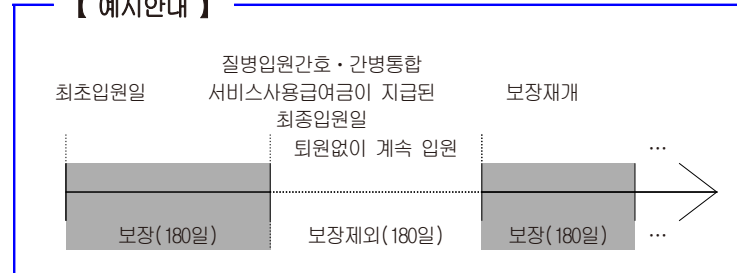 【 예시안내 】
질병입원간호·간병통합
최초입원일 서비스사용급여금이 지급된 보장재개
최종입원일
퇴원없이 계속 입원 …
보장(180일) 보장제외(180일) 보장(180일) …